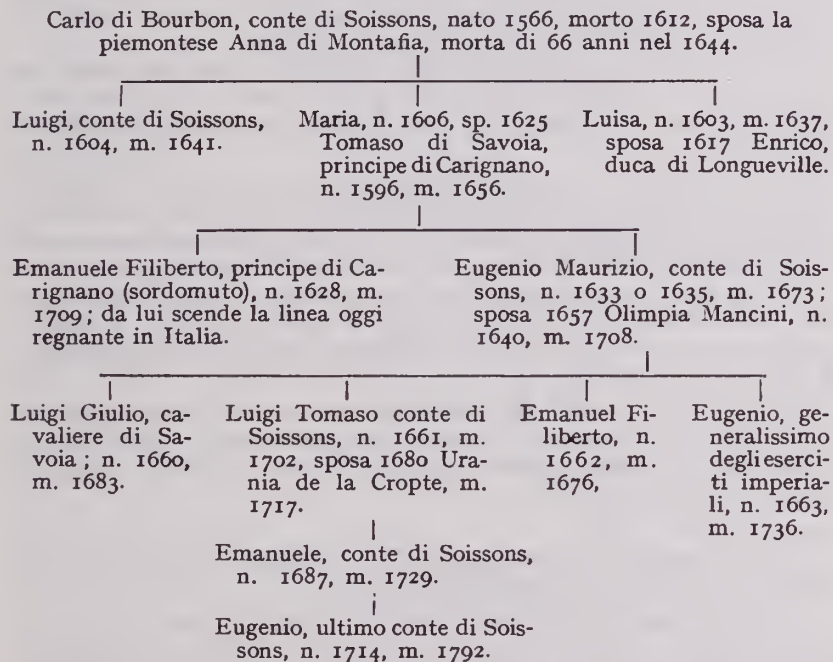 Carlo di Bourbon, conte di Soissons, nato 1566, morto 1612, sposa la
piemontese Anna di Montafia, morta di 66 anni nel 1644.
Luigi, conte di Soissons,
n. 1604, m. 1641.
Maria, n. 1606, sp. 1625
Tomaso di Savoia,
principe di Carignano,
n. 1596, m. 1656.
Luisa, n. 1603, m. 1637,
sposa 1617 Enrico,
duca di Longueville.
Emanuele Filiberto, principe di Ca-
rignano (sordomuto), n. 1628, m.
1709; da lui scende la linea oggi
regnante in Italia.
Eugenio Maurizio, conte di Sois-
sons, n. 1633 o 1635, m. 1673;
sposa 1657 Olimpia Mancini, n.
1640, m. 1708.
Luigi Giulio, ca-
valiere di Sa-
voia; n. 1660,
m. 1683.
Luigi Tomaso conte di
Soissons, n. 1661, m.
1702, sposa 1680 Ura-
nia de la Cropte, m.
1717.
Emanuel Fi-
liberto, n.
1662, m.
1676,
Eugenio, ge-
neralissimo
degli eserci-
ti imperia-
li, n. 1663,
m. 1736.
Emanuele, conte di Soissons,
n. 1687, m. 1729.
Eugenio, ultimo conte di Sois-
sons, n. 1714, m. 1792.